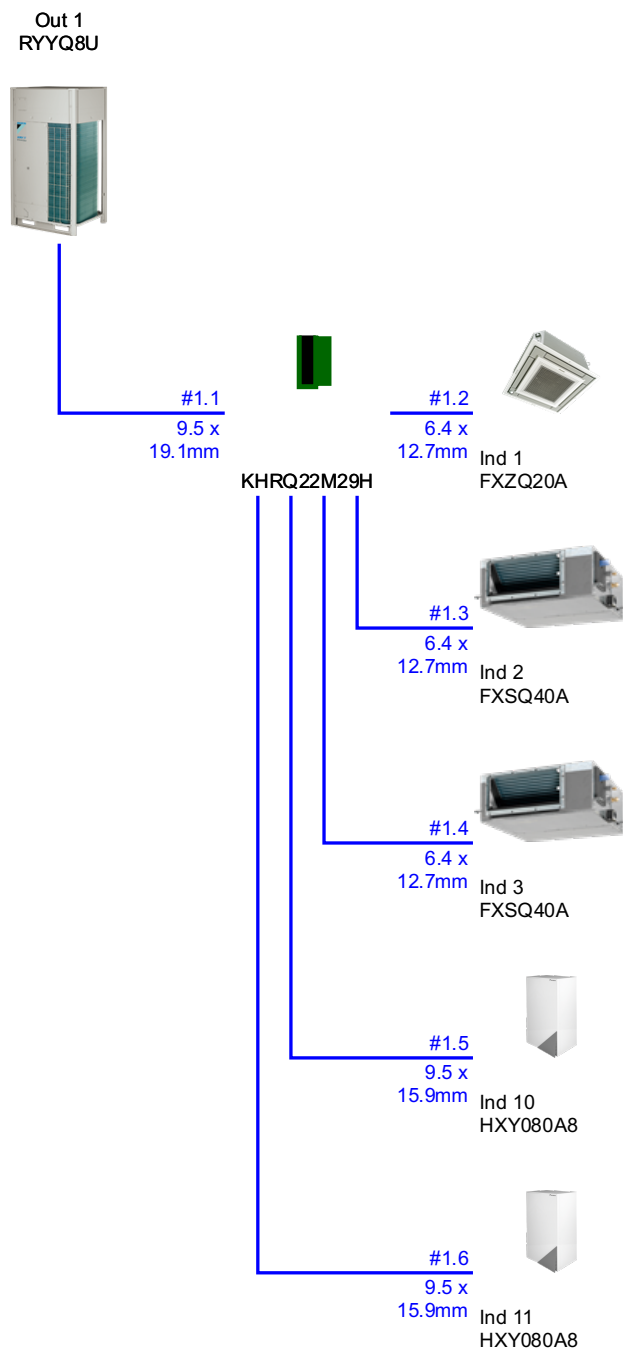 Out 1
RYYQ8U
#1.1
9.5 x
19.1mm
#1.2
6.4 x
12.7mm
Ind 1
FXZQ20A
KHRQ22M29H
#1.3
6.4 x
12.7mm
Ind 2
FXSQ40A
#1.4
6.4 x
12.7mm
Ind 3
FXSQ40A
#1.5
9.5 x
15.9mm
Ind 10
HXY080A8
#1.6
9.5 x
15.9mm
Ind 11
HXY080A8